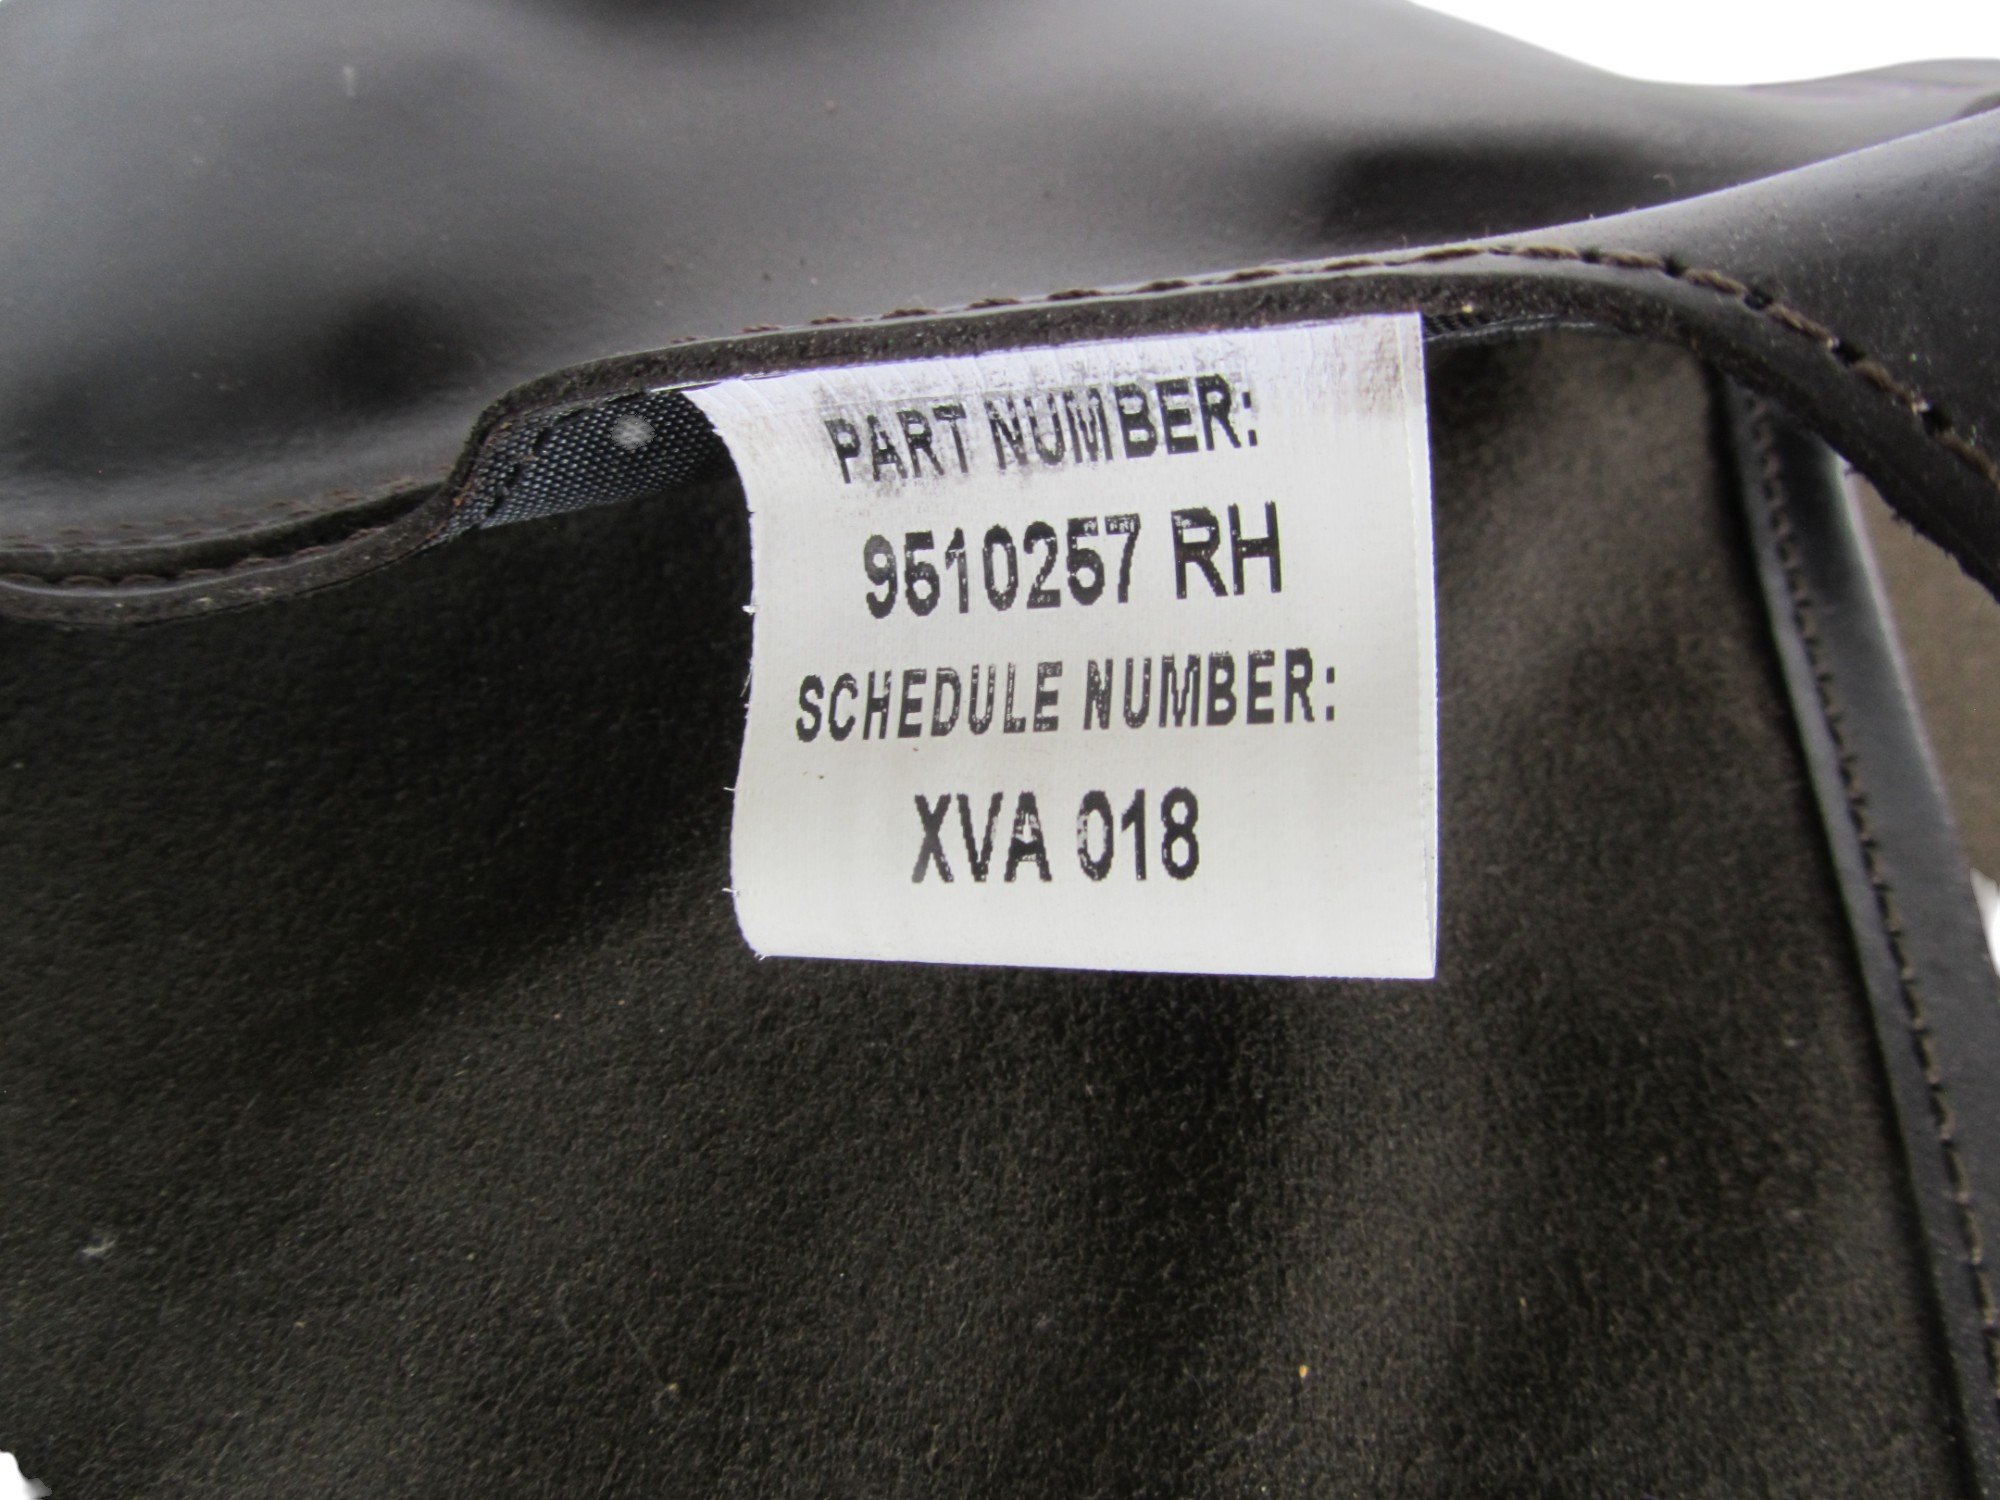 PART NUMBER:
9510257 RH
SCHEDULE NUMBER:
XVA 018